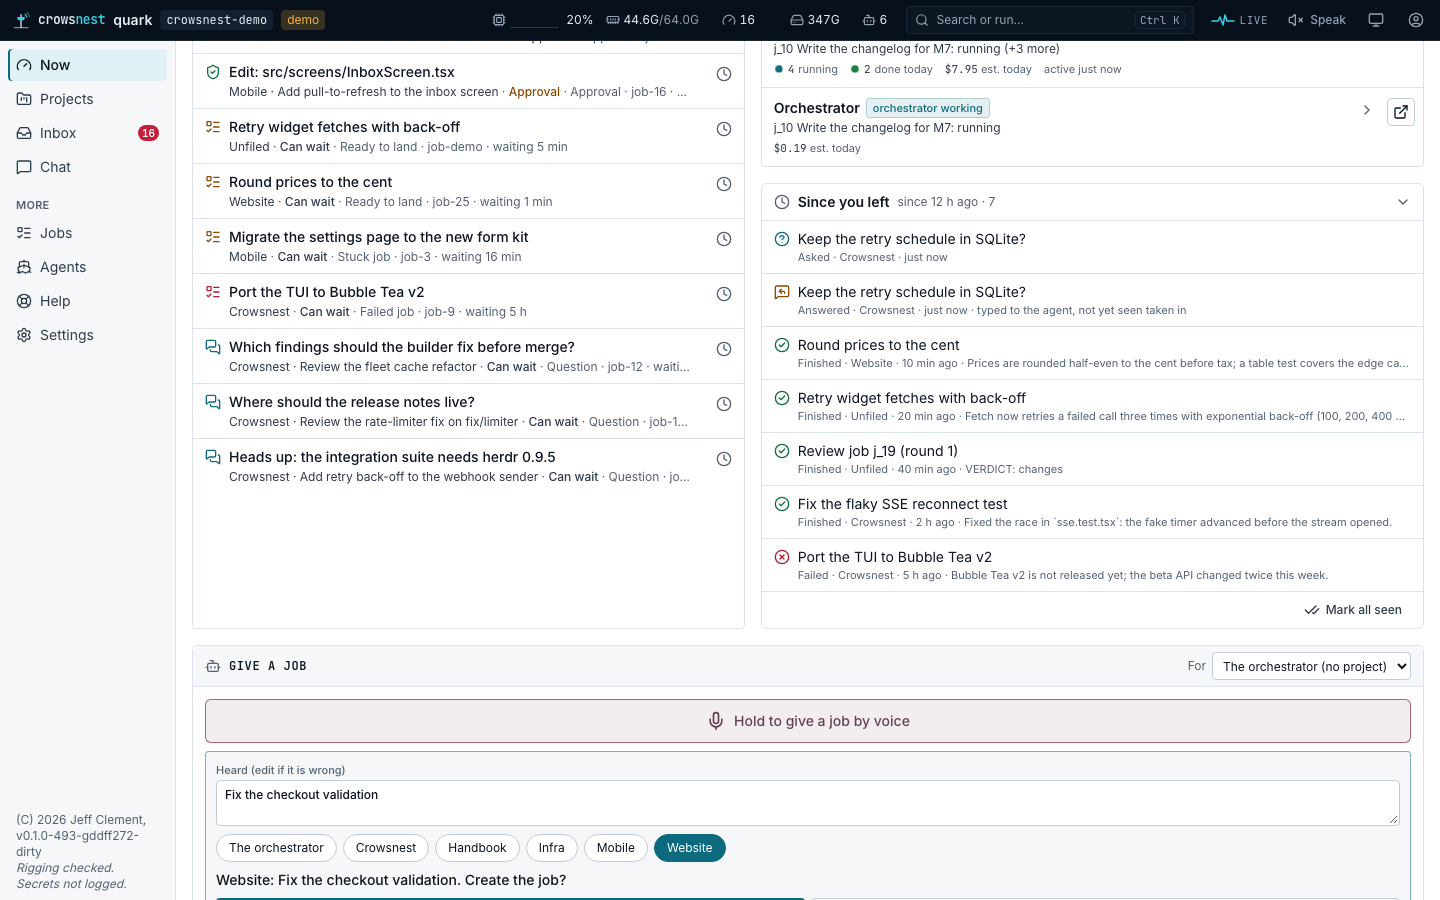 crowsnest quark crowsnest-demo demo 20% 44.6G/64.0G 16 347G 6 Search or run... Ctrl K LIVE Speak
Now
Projects
Inbox 16
Chat
MORE
Jobs
Agents
Help
Settings
(C) 2026 Jeff Clement,
v0.1.0-493-gddff272-
dirty
Rigging checked.
Secrets not logged.
Edit: src/screens/InboxScreen.tsx
Mobile · Add pull-to-refresh to the inbox screen · Approval · Approval · job-16 · ...
Retry widget fetches with back-off
Unfiled · Can wait · Ready to land · job-demo · waiting 5 min
Round prices to the cent
Website · Can wait · Ready to land · job-25 · waiting 1 min
Migrate the settings page to the new form kit
Mobile · Can wait · Stuck job · job-3 · waiting 16 min
Port the TUI to Bubble Tea v2
Crowsnest · Can wait · Failed job · job-9 · waiting 5 h
Which findings should the builder fix before merge?
Crowsnest · Review the fleet cache refactor · Can wait · Question · job-12 · waiti...
Where should the release notes live?
Crowsnest · Review the rate-limiter fix on fix/limiter · Can wait · Question · job-1...
Heads up: the integration suite needs herdr 0.9.5
Crowsnest · Add retry back-off to the webhook sender · Can wait · Question · jo...
j_10 Write the changelog for M7: running (+3 more)
4 running 2 done today $7.95 est. today active just now
Orchestrator orchestrator working
j_10 Write the changelog for M7: running
$0.19 est. today
Since you left since 12 h ago · 7
Keep the retry schedule in SQLite?
Asked · Crowsnest · just now
Keep the retry schedule in SQLite?
Answered · Crowsnest · just now · typed to the agent, not yet seen taken in
Round prices to the cent
Finished · Website · 10 min ago · Prices are rounded half-even to the cent before tax; a table test covers the edge ca...
Retry widget fetches with back-off
Finished · Unfiled · 20 min ago · Fetch now retries a failed call three times with exponential back-off (100, 200, 400 ...
Review job j_19 (round 1)
Finished · Unfiled · 40 min ago · VERDICT: changes
Fix the flaky SSE reconnect test
Finished · Crowsnest · 2 h ago · Fixed the race in `sse.test.tsx`: the fake timer advanced before the stream opened.
Port the TUI to Bubble Tea v2
Failed · Crowsnest · 5 h ago · Bubble Tea v2 is not released yet; the beta API changed twice this week.
Mark all seen
GIVE A JOB For The orchestrator (no project)
Hold to give a job by voice
Heard (edit if it is wrong)
Fix the checkout validation
The orchestrator Crowsnest Handbook Infra Mobile Website
Website: Fix the checkout validation. Create the job?